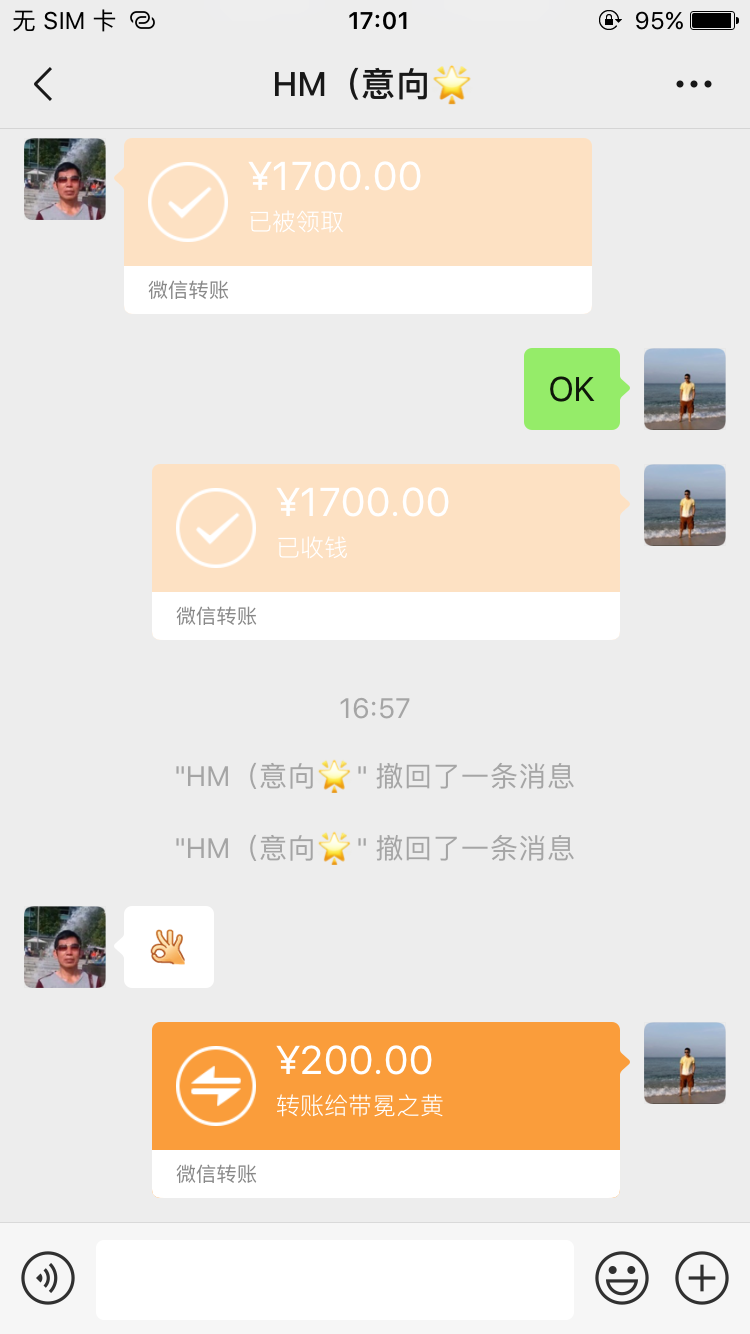 无 SIM 卡 17:01 95%
HM（意向🌟
¥1700.00
已被领取
微信转账
OK
¥1700.00
已收钱
微信转账
16:57
"HM（意向🌟" 撤回了一条消息
"HM（意向🌟" 撤回了一条消息
👌
¥200.00
转账给带冕之黄
微信转账